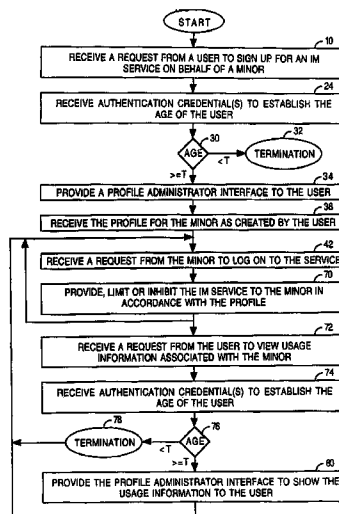 START
10
RECEIVE A REQUEST FROM A USER TO SIGN UP FOR AN IM
SERVICE ON BEHALF OF A MINOR
24
RECEIVE AUTHENTICATION CREDENTIAL(S) TO ESTABLISH THE
AGE OF THE USER
30
32
AGE
TERMINATION
<T
>=T
34
PROVIDE A PROFILE ADMINISTRATOR INTERFACE TO THE USER
38
RECEIVE THE PROFILE FOR THE MINOR AS CREATED BY THE USER
42
RECEIVE A REQUEST FROM THE MINOR TO LOG ON TO THE SERVICE
70
PROVIDE, LIMIT OR INHIBIT THE IM SERVICE TO THE MINOR IN
ACCORDANCE WITH THE PROFILE
72
RECEIVE A REQUEST FROM THE USER TO VIEW USAGE
INFORMATION ASSOCIATED WITH THE MINOR
74
RECEIVE AUTHENTICATION CREDENTIAL(S) TO ESTABLISH THE
AGE OF THE USER
78
76
TERMINATION
AGE
<T
>=T
80
PROVIDE THE PROFILE ADMINISTRATOR INTERFACE TO SHOW THE
USAGE INFORMATION TO THE USER